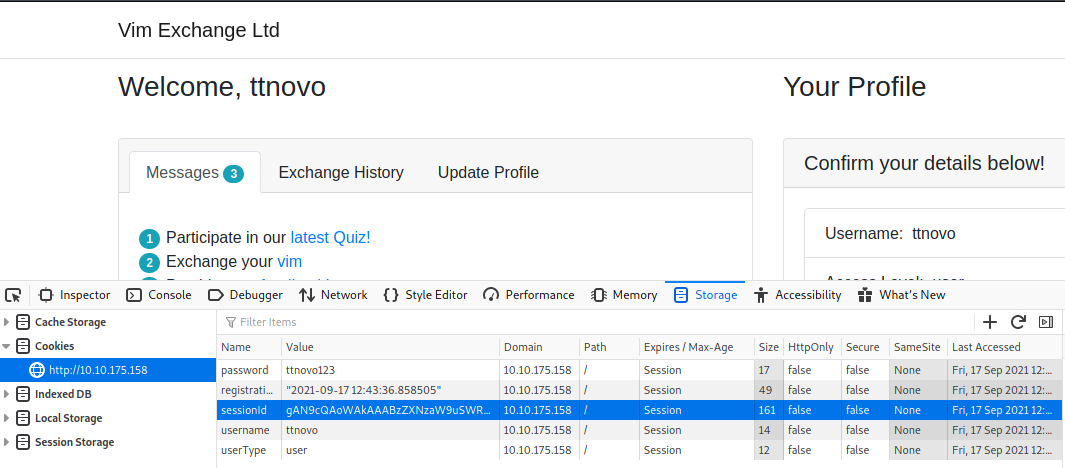 Vim Exchange Ltd
Welcome, ttnovo
Your Profile
Messages 3 Exchange History Update Profile
Confirm your details below!
1 Participate in our latest Quiz!
2 Exchange your vim
Username: ttnovo
Inspector Console Debugger Network Style Editor Performance Memory Storage Accessibility What's New
Cache Storage
Cookies
http://10.10.175.158
Indexed DB
Local Storage
Session Storage
Filter Items
Name Value Domain Path Expires / Max-Age Size HttpOnly Secure SameSite Last Accessed
password ttnovo123 10.10.175.158 / Session 17 false false None Fri, 17 Sep 2021 12:...
registrati... "2021-09-17 12:43:36.858505" 10.10.175.158 / Session 49 false false None Fri, 17 Sep 2021 12:...
sessionId gAN9cQAoWAkAAABzZXNzaW9uSWR... 10.10.175.158 / Session 161 false false None Fri, 17 Sep 2021 12:...
username ttnovo 10.10.175.158 / Session 14 false false None Fri, 17 Sep 2021 12:...
userType user 10.10.175.158 / Session 12 false false None Fri, 17 Sep 2021 12:...